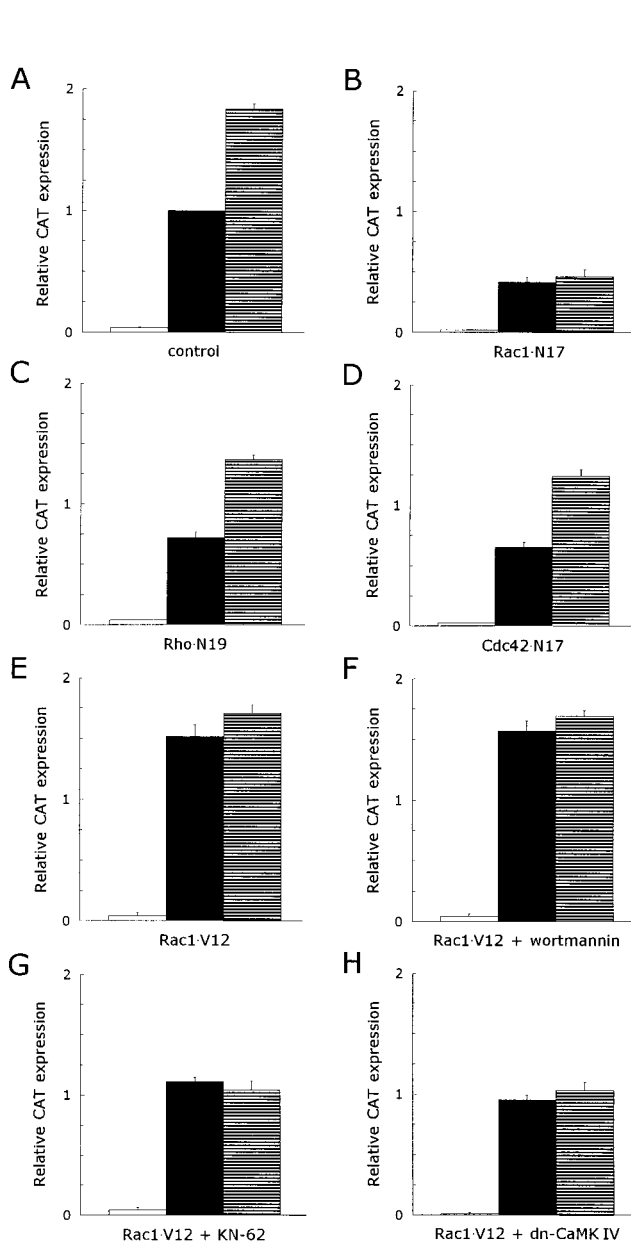 A
B
Relative CAT expression
2
1
0
control
Relative CAT expression
2
1
0
Rac1·N17
C
D
Relative CAT expression
2
1
0
Rho·N19
Relative CAT expression
2
1
0
Cdc42·N17
E
F
Relative CAT expression
2
1
0
Rac1·V12
Relative CAT expression
2
1
0
Rac1·V12 + wortmannin
G
H
Relative CAT expression
2
1
0
Rac1·V12 + KN-62
Relative CAT expression
2
1
0
Rac1·V12 + dn-CaMK IV